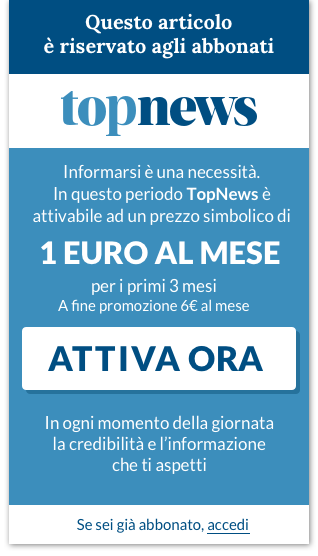 Questo articolo
è riservato agli abbonati
topnews
Informarsi è una necessità.
In questo periodo TopNews è
attivabile ad un prezzo simbolico di
1 EURO AL MESE
per i primi 3 mesi
A fine promozione 6€ al mese
ATTIVA ORA
In ogni momento della giornata
la credibilità e l'informazione
che ti aspetti
Se sei già abbonato, accedi